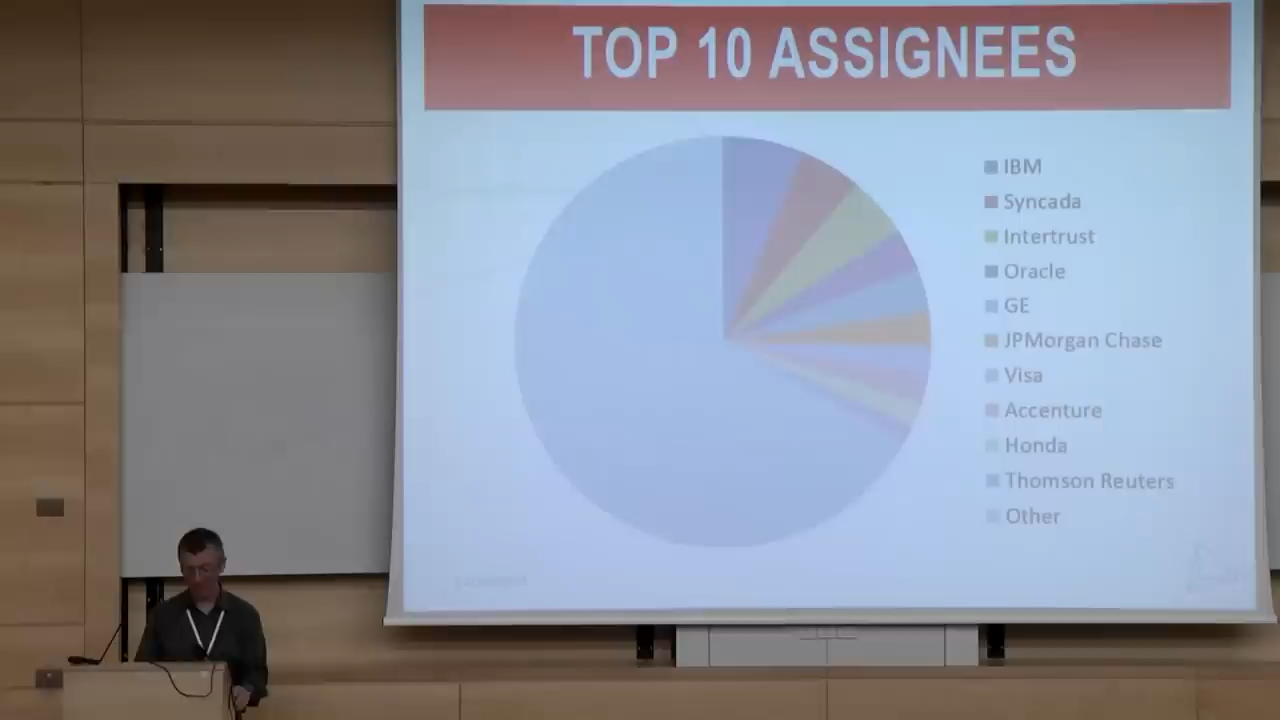 TOP 10 ASSIGNEES
IBM
Syncada
Intertrust
Oracle
GE
JPMorgan Chase
Visa
Accenture
Honda
Thomson Reuters
Other